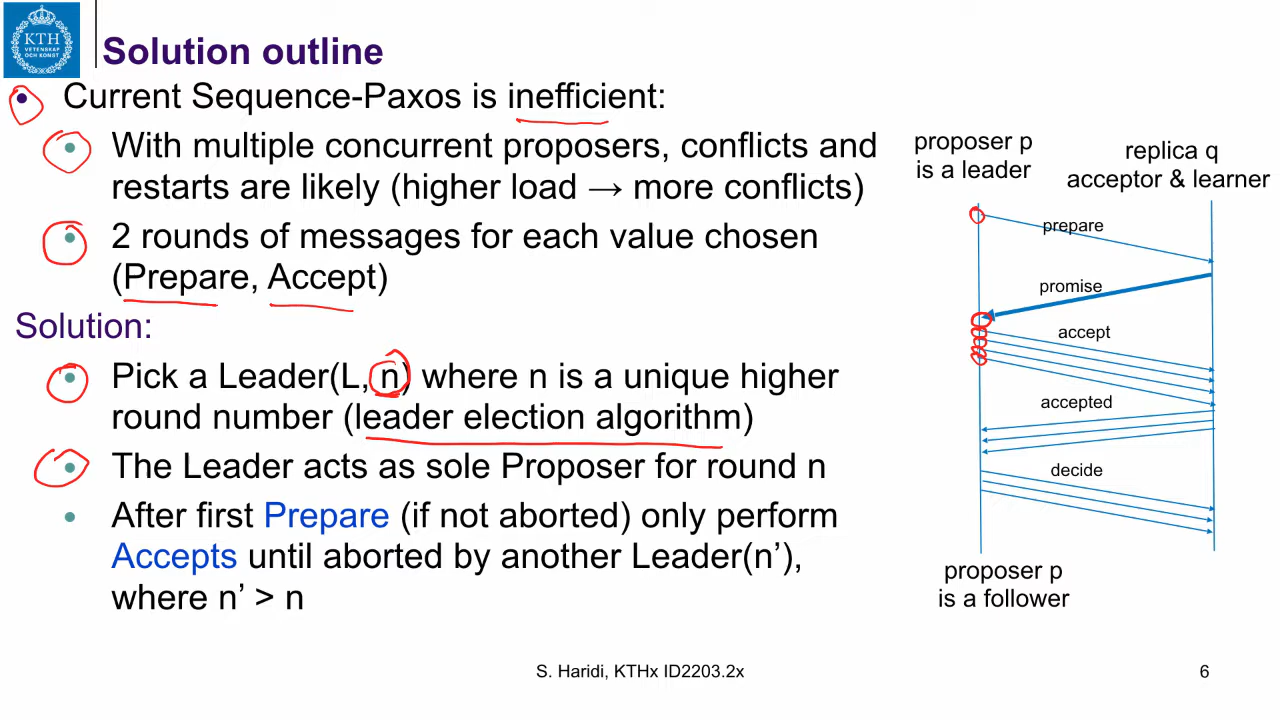 KTH
VETENSKAP
OCH KONST
Solution outline
Current Sequence-Paxos is inefficient:
With multiple concurrent proposers, conflicts and
restarts are likely (higher load → more conflicts)
2 rounds of messages for each value chosen
(Prepare, Accept)
Solution:
Pick a Leader(L, n) where n is a unique higher
round number (leader election algorithm)
The Leader acts as sole Proposer for round n
After first Prepare (if not aborted) only perform
Accepts until aborted by another Leader(n’),
where n’ > n
proposer p
is a leader
replica q
acceptor & learner
prepare
promise
accept
accepted
decide
proposer p
is a follower
S. Haridi, KTHx ID2203.2x
6